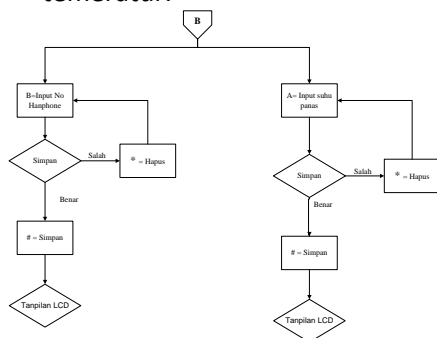 B
B=Input No
Hanphone
Simpan
Salah
* = Hapus
Benar
# = Simpan
Tanpilan LCD
A= Input suhu
panas
Simpan
Salah
* = Hapus
Benar
# = Simpan
Tanpilan LCD